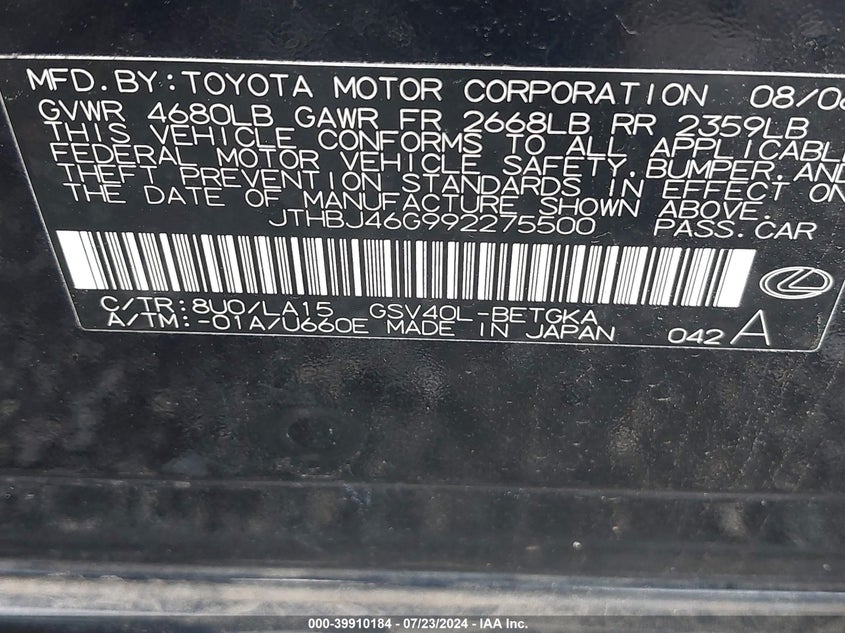 MFD.BY:TOYOTA MOTOR CORPORATION 08/08
GVWR 4680LB GAWR FR 2668LB RR 2359LB
THIS VEHICLE CONFORMS TO ALL APPLICABLE
FEDERAL MOTOR VEHICLE SAFETY,BUMPER,AND
THEFT PREVENTION STANDARDS IN EFFECT ON
THE DATE OF MANUFACTURE SHOWN ABOVE.
JTHBJ46G992275500 PASS.CAR
C/TR:8U0/LA15 GSV40L-BETGKA
A/TM:-01A/U660E MADE IN JAPAN 042 A
000-39910184 - 07/23/2024 - IAA Inc.